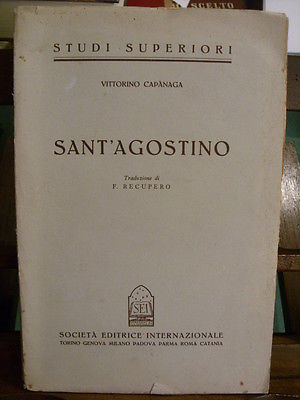 SCELTO
STUDI SUPERIORI
VITTORINO CAPÀNAGA
SANT'AGOSTINO
Traduzione di
F. RECUPERO
SEI
SOCIETÀ EDITRICE INTERNAZIONALE
TORINO GENOVA MILANO PADOVA PARMA ROMA CATANIA